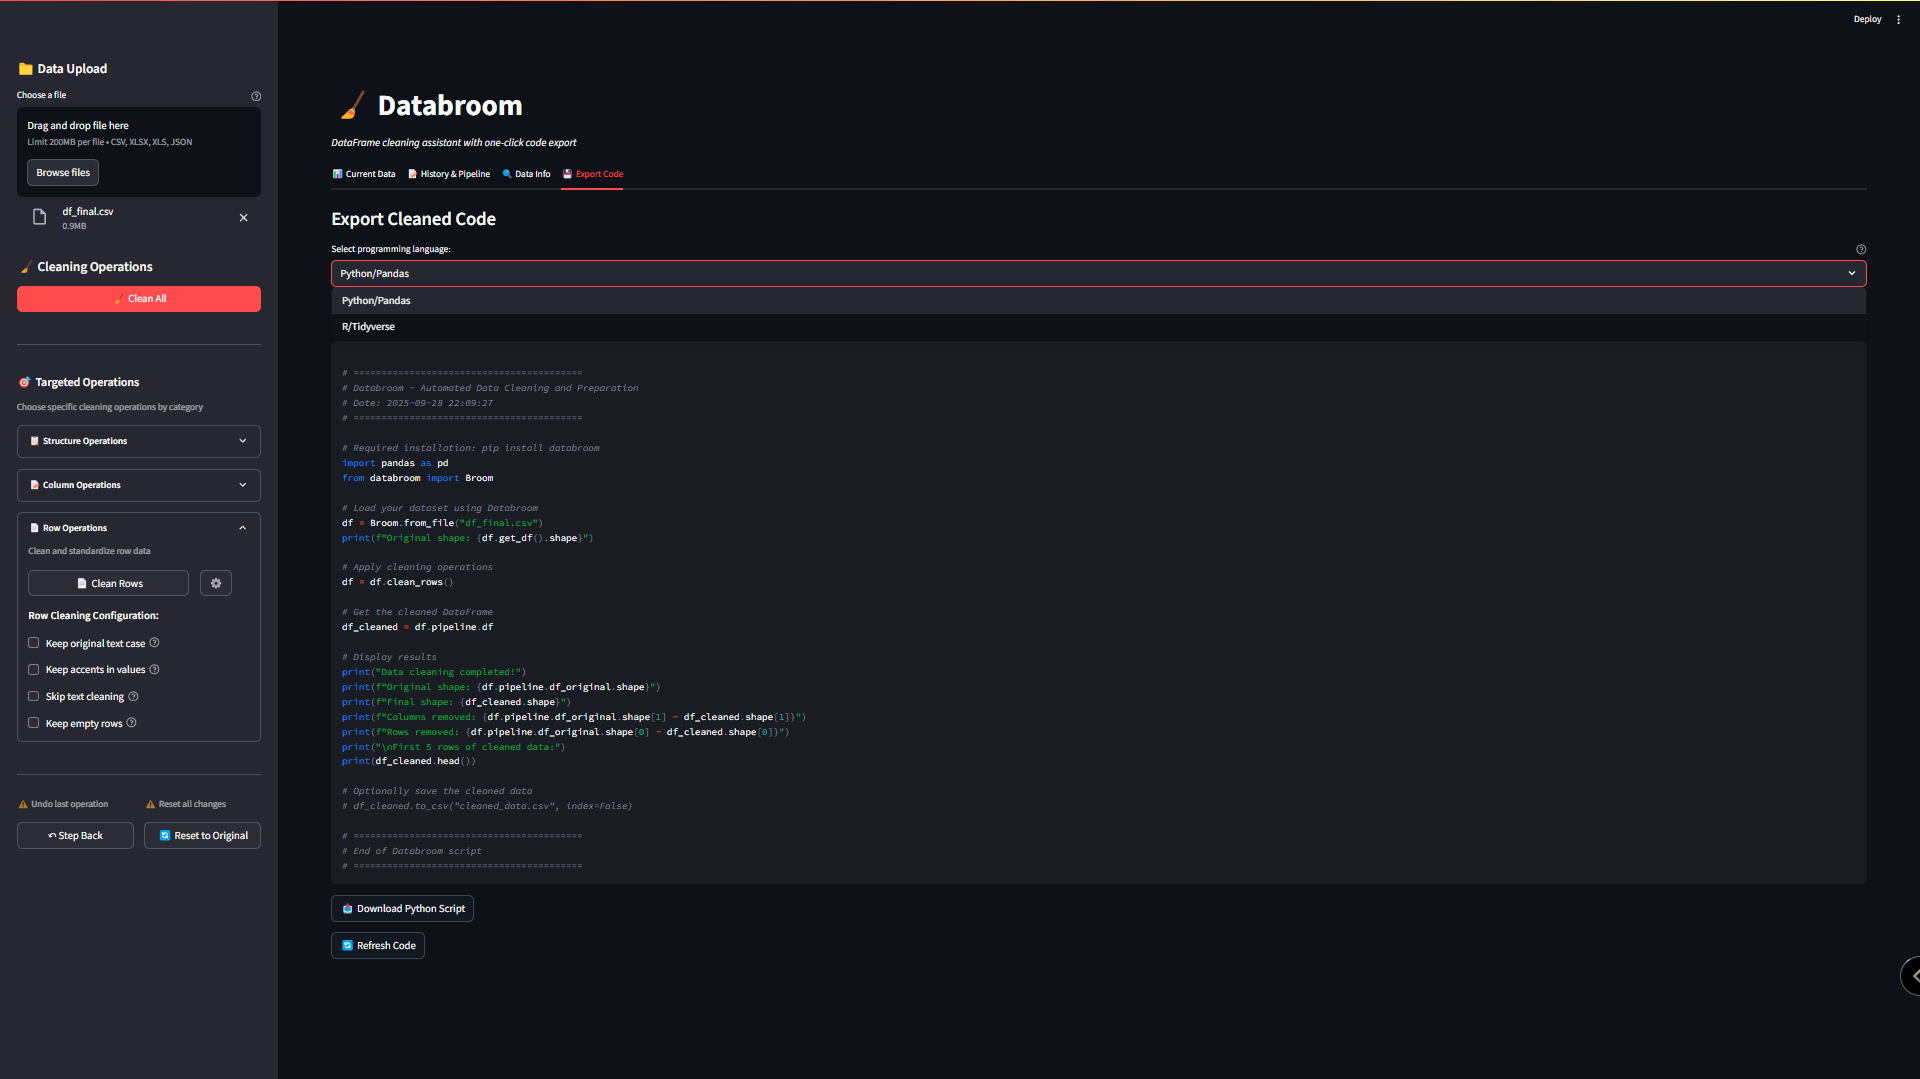 Deploy
Data Upload
Choose a file
Drag and drop file here
Limit 200MB per file • CSV, XLSX, XLS, JSON
Browse files
df_final.csv
0.9MB
Cleaning Operations
Clean All
Targeted Operations
Choose specific cleaning operations by category
Structure Operations
Column Operations
Row Operations
Clean and standardize row data
Clean Rows
Row Cleaning Configuration:
Keep original text case
Keep accents in values
Skip text cleaning
Keep empty rows
Undo last operation
Reset all changes
Step Back
Reset to Original
Databroom
DataFrame cleaning assistant with one-click code export
Current Data
History & Pipeline
Data Info
Export Code
Export Cleaned Code
Select programming language:
Python/Pandas
Python/Pandas
R/Tidyverse
# =========================================
# Databroom - Automated Data Cleaning and Preparation
# Date: 2025-09-28 22:09:27
# =========================================
# Required installation: pip install databroom
import pandas as pd
from databroom import Broom
# Load your dataset using Databroom
df = Broom.from_file("df_final.csv")
print(f"Original shape: {df.get_df().shape}")
# Apply cleaning operations
df = df.clean_rows()
# Get the cleaned DataFrame
df_cleaned = df.pipeline.df
# Display results
print("Data cleaning completed!")
print(f"Original shape: {df.pipeline.df_original.shape}")
print(f"Final shape: {df_cleaned.shape}")
print(f"Columns removed: {df.pipeline.df_original.shape[1] - df_cleaned.shape[1]}")
print(f"Rows removed: {df.pipeline.df_original.shape[0] - df_cleaned.shape[0]}")
print("\nFirst 5 rows of cleaned data:")
print(df_cleaned.head())
# Optionally save the cleaned data
# df_cleaned.to_csv("cleaned_data.csv", index=False)
# =========================================
# End of Databroom script
# =========================================
Download Python Script
Refresh Code